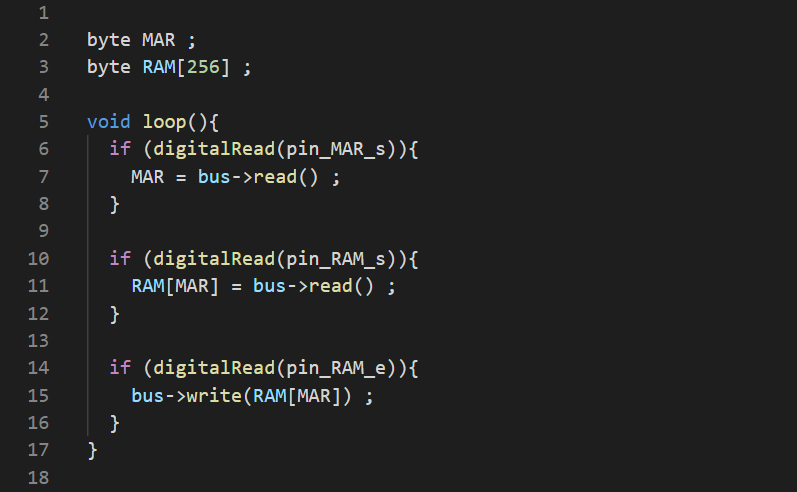 1
2 byte MAR ;
3 byte RAM[256] ;
4
5 void loop(){
6   if (digitalRead(pin_MAR_s)){
7     MAR = bus->read() ;
8   }
9
10   if (digitalRead(pin_RAM_s)){
11     RAM[MAR] = bus->read() ;
12   }
13
14   if (digitalRead(pin_RAM_e)){
15     bus->write(RAM[MAR]) ;
16   }
17 }
18